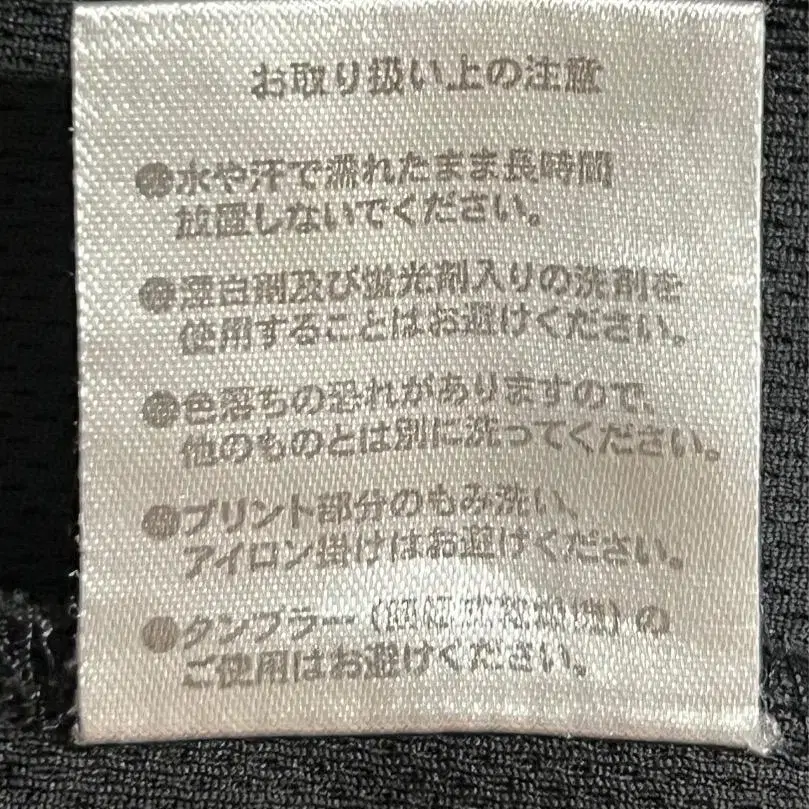 お取り扱い上の注意
●水や汗で濡れたまま長時間
放置しないでください。
●漂白剤及び蛍光剤入りの洗剤を
使用することはお避けください。
●色落ちの恐れがありますので、
他のものとは別に洗ってください。
●プリント部分のもみ洗い、
アイロン掛けはお避けください。
●タンブラー(回転式乾燥機)の
ご使用はお避けください。